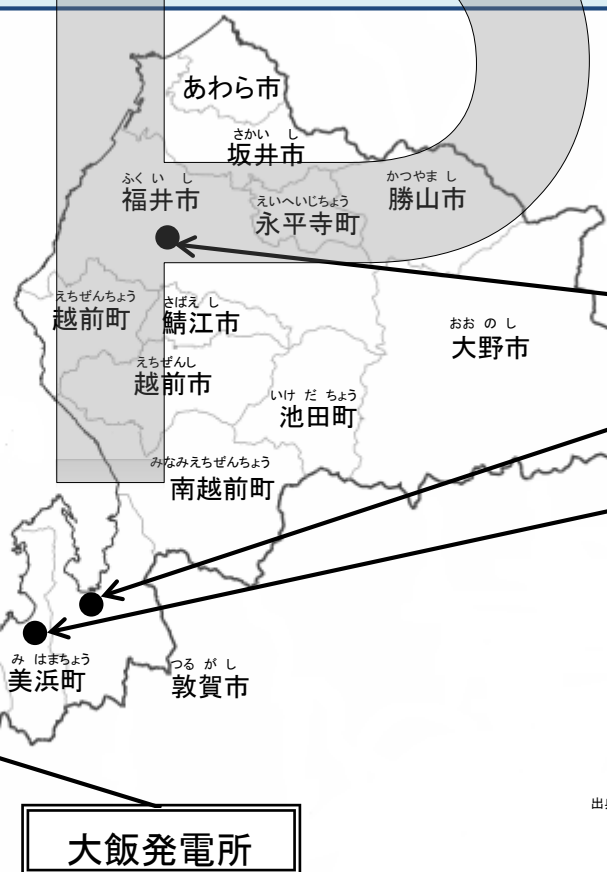 あわら市
さかい し
坂井市
ふく い し
福井市
えいへいじちょう
永平寺町
かつやま し
勝山市
えちぜんちょう
越前町
さばえ し
鯖江市
おお の し
大野市
えちぜんし
越前市
いけ だ ちょう
池田町
みなみえちぜんちょう
南越前町
み はまちょう
美浜町
つる が し
敦賀市
大飯発電所